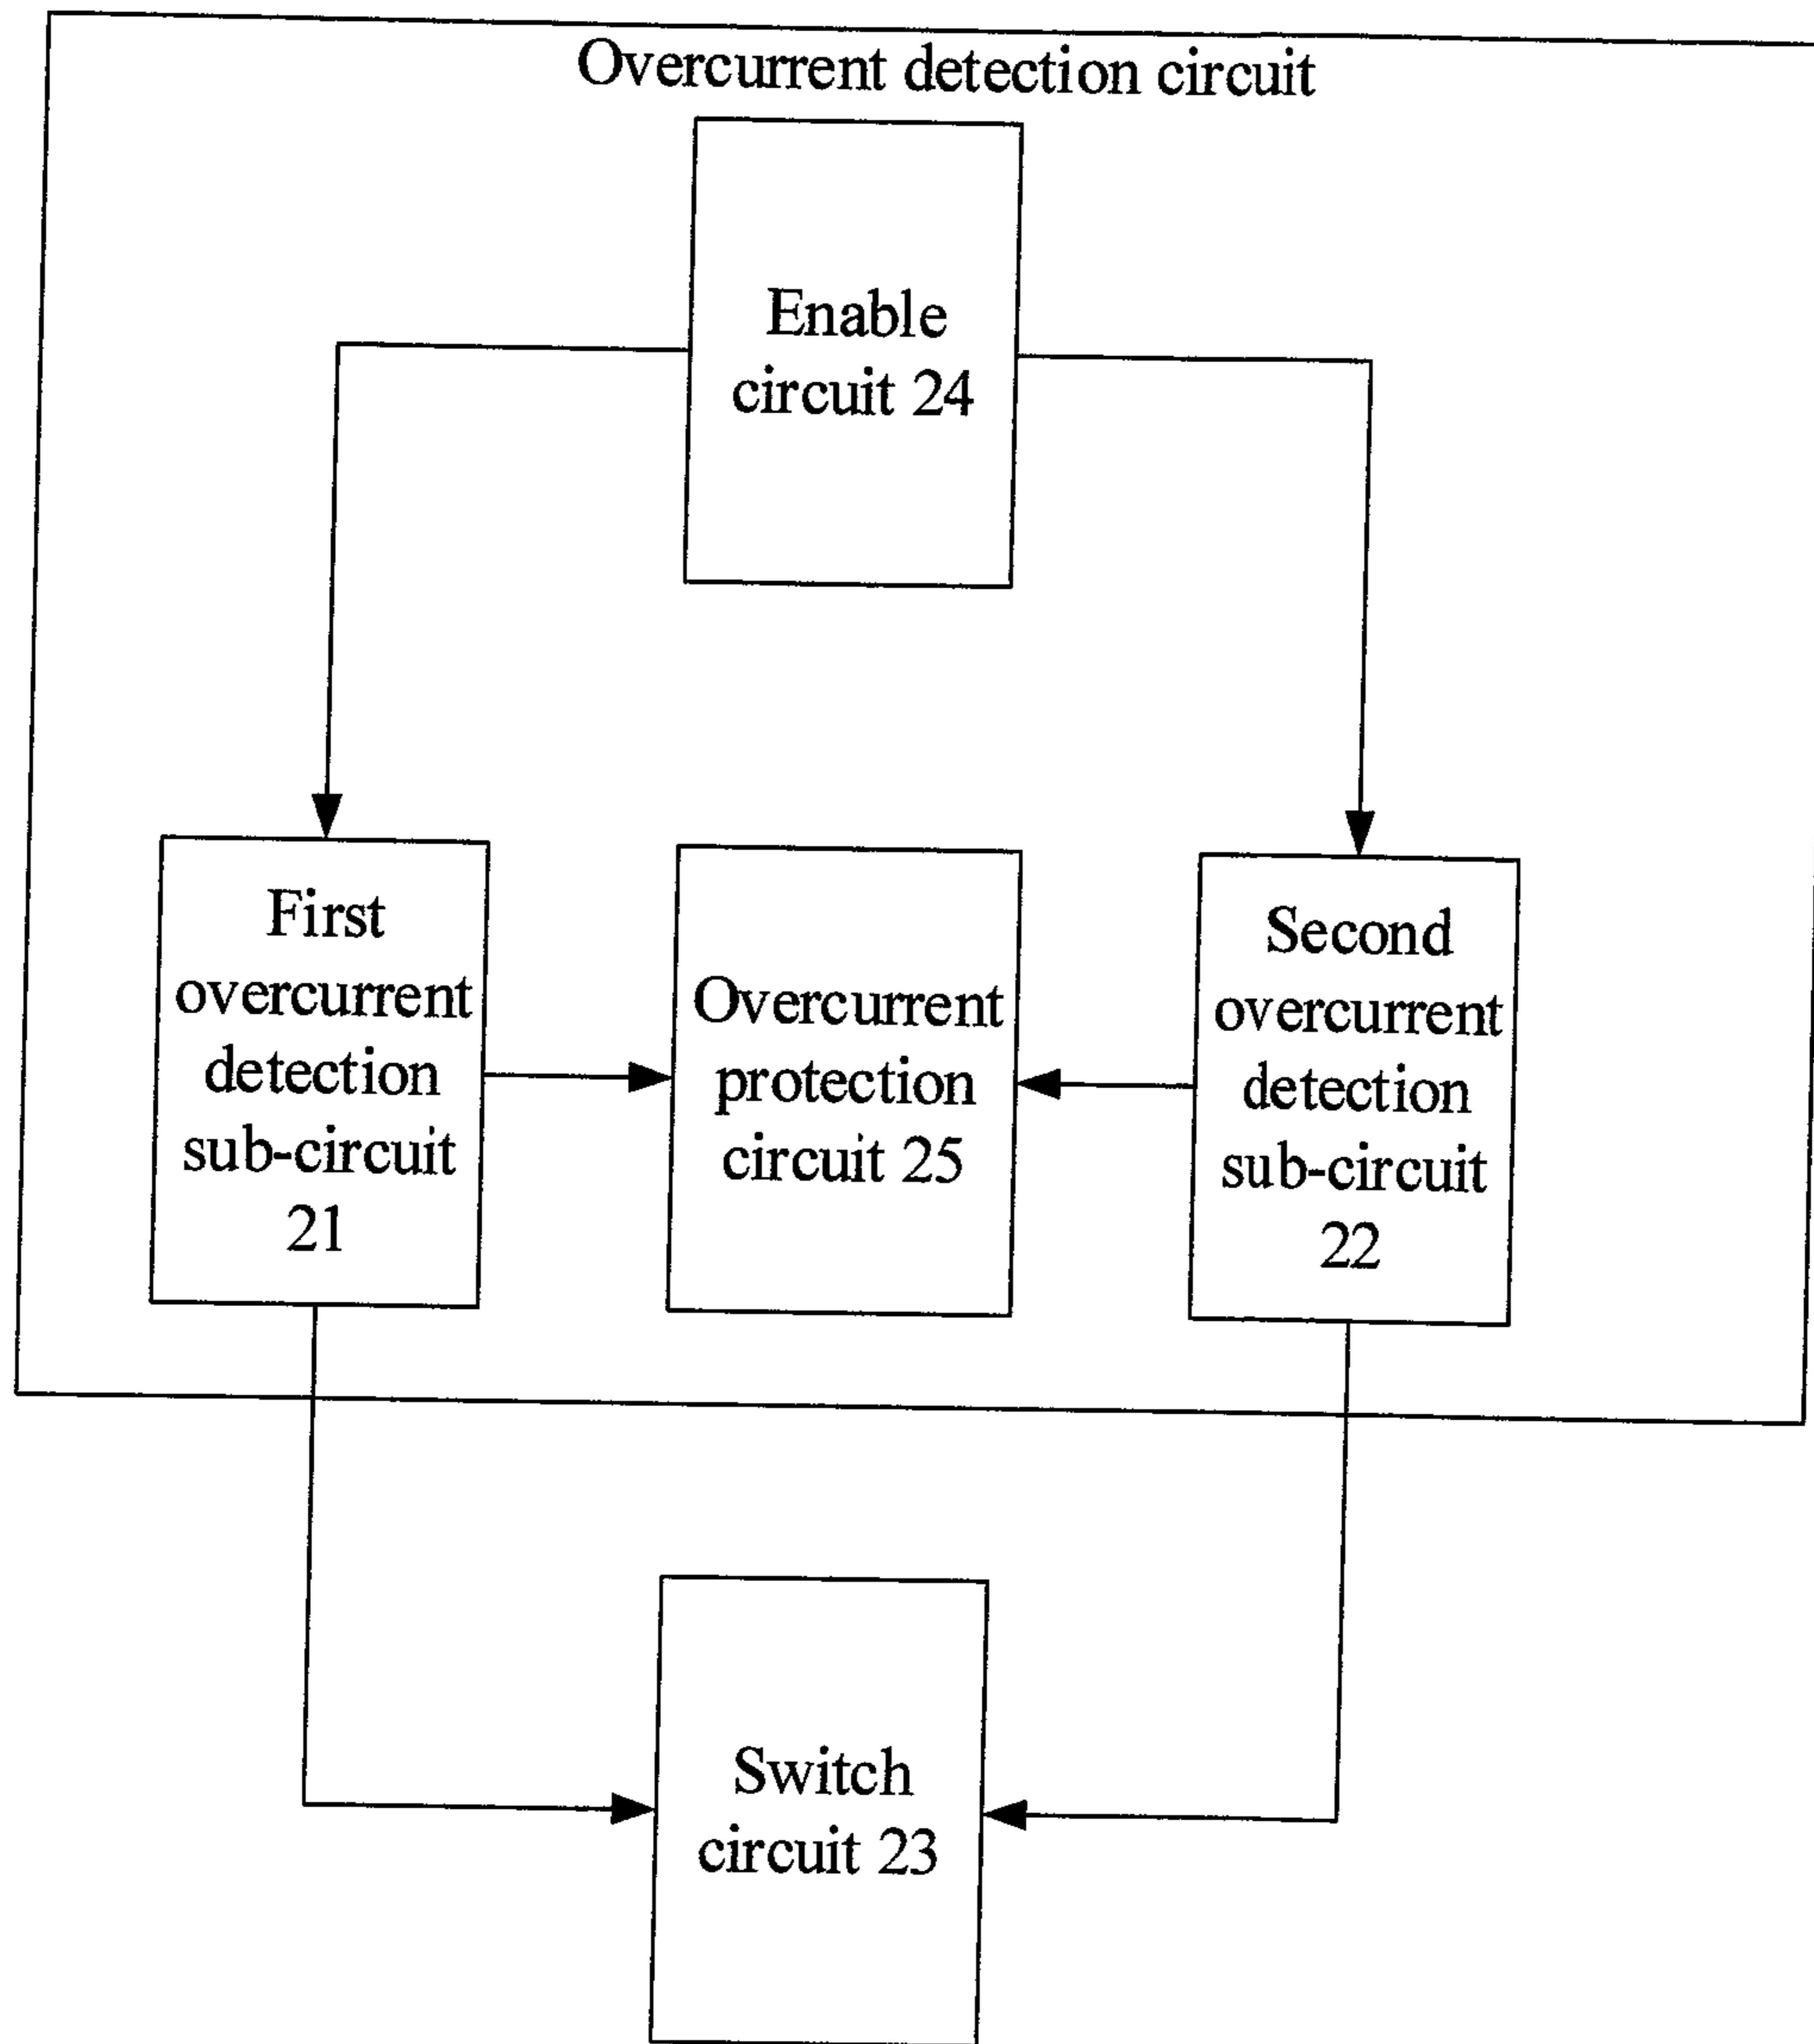 Overcurrent detection circuit
Enable
circuit 24
First
overcurrent
detection
sub-circuit
21
Overcurrent
protection
circuit 25
Second
overcurrent
detection
sub-circuit
22
Switch
circuit 23